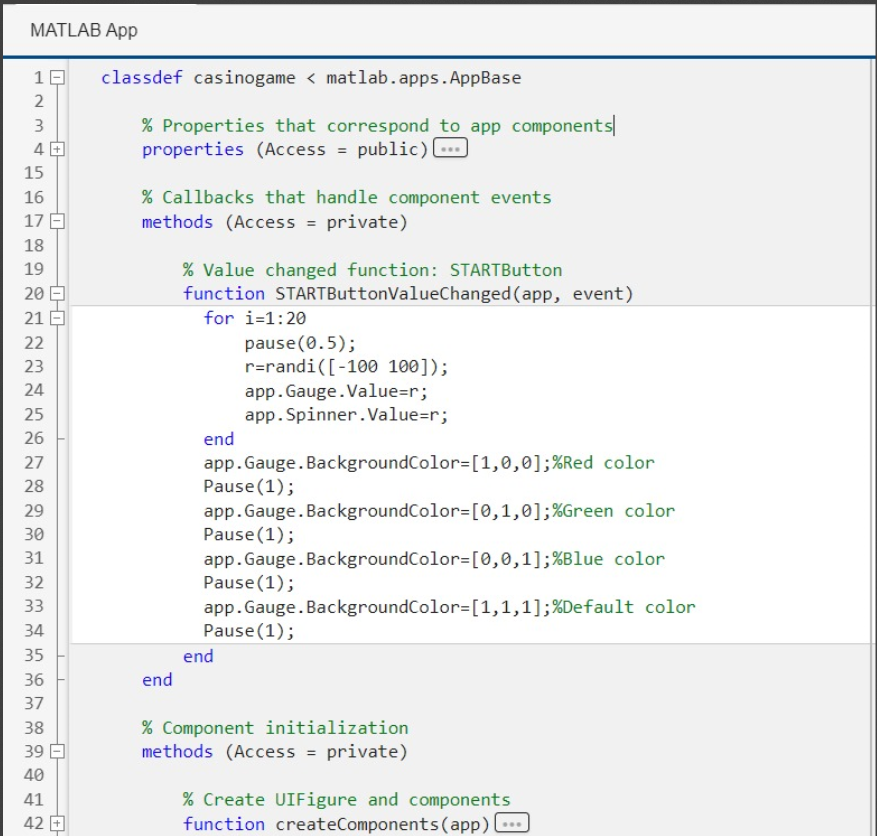 MATLAB App
1 classdef casinogame < matlab.apps.AppBase
2
3 % Properties that correspond to app components
4 properties (Access = public) ...
15
16 % Callbacks that handle component events
17 methods (Access = private)
18
19 % Value changed function: STARTButton
20 function STARTButtonValueChanged(app, event)
21 for i=1:20
22 pause(0.5);
23 r=randi([-100 100]);
24 app.Gauge.Value=r;
25 app.Spinner.Value=r;
26 end
27 app.Gauge.BackgroundColor=[1,0,0];%Red color
28 Pause(1);
29 app.Gauge.BackgroundColor=[0,1,0];%Green color
30 Pause(1);
31 app.Gauge.BackgroundColor=[0,0,1];%Blue color
32 Pause(1);
33 app.Gauge.BackgroundColor=[1,1,1];%Default color
34 Pause(1);
35 end
36 end
37
38 % Component initialization
39 methods (Access = private)
40
41 % Create UIFigure and components
42 function createComponents(app) ...